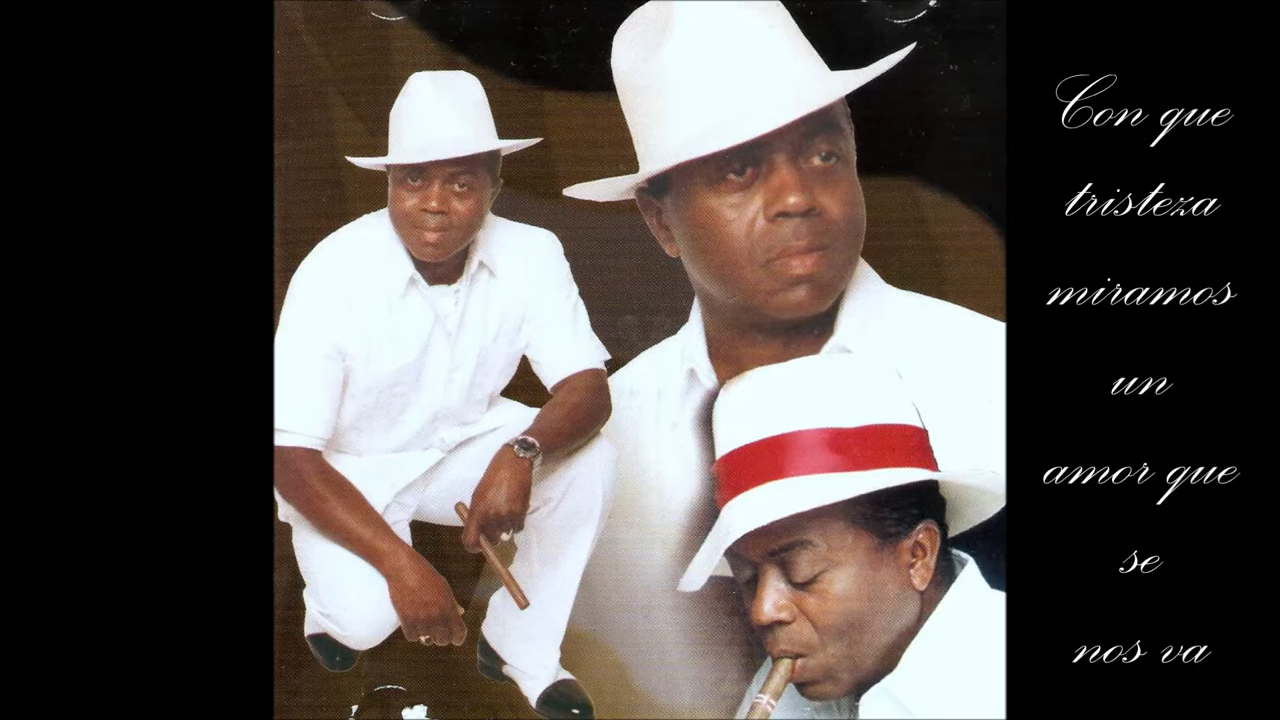 Con que
tristeza
miramos
un
amor que
se
nos va